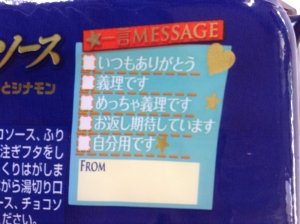 一言MESSAGE
ソース
いつもありがとう
とシナモン
義理です
めっちゃ義理です
お返し期待しています
自分用です
FROM
コソース、ふり
注ぎフタをし
くりはがしま
がら湯切り口
ース、チョコソ
ださい。